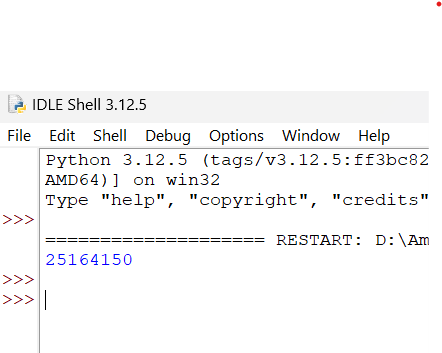 IDLE Shell 3.12.5
File Edit Shell Debug Options Window Help
Python 3.12.5 (tags/v3.12.5:ff3bc82
AMD64)] on win32
Type "help", "copyright", "credits"
>>>
===================== RESTART: D:\Am
25164150
>>>
>>>